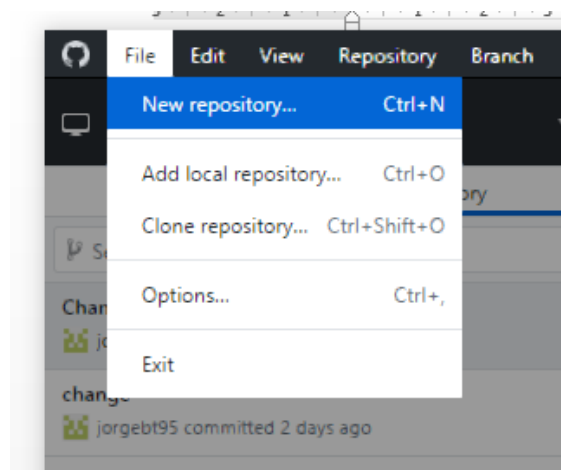 File Edit View Repository Branch
New repository... Ctrl+N
Add local repository... Ctrl+O
Clone repository... Ctrl+Shift+O
Options... Ctrl+,
Exit
change
jorgebt95 committed 2 days ago